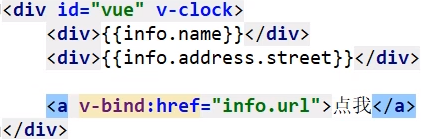 <div id="vue" v-clock>
    <div>{{info.name}}</div>
    <div>{{info.address.street}}</div>

    <a v-bind:href="info.url">点我</a>
</div>